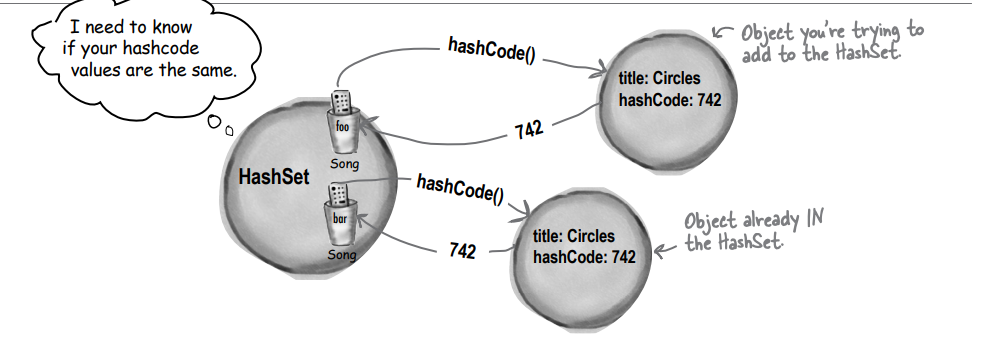 I need to know
if your hashcode
values are the same.
hashCode()
Object you're trying to
add to the HashSet.
title: Circles
hashCode: 742
foo
742
Song
HashSet
hashCode()
bar
Object already IN
the HashSet.
title: Circles
hashCode: 742
742
Song